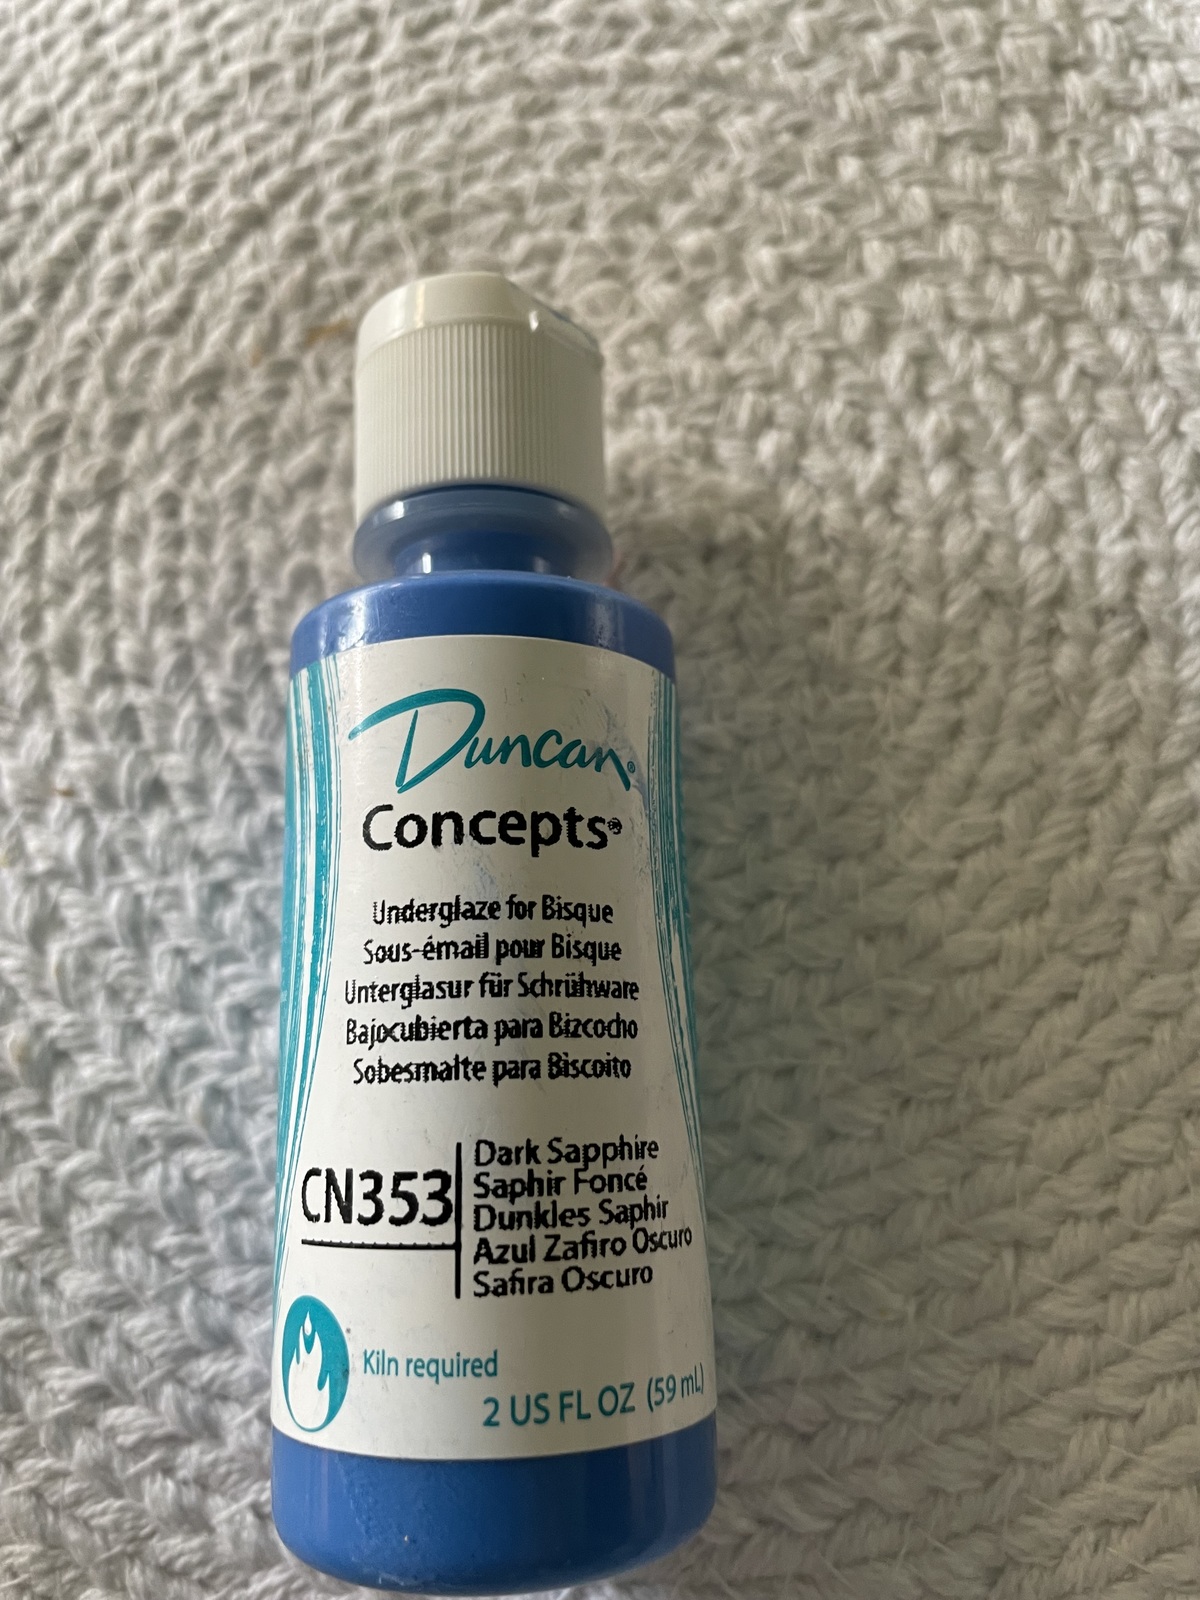 Duncan®
Concepts®
Underglaze for Bisque
Sous-émail pour Bisque
Unterglasur für Schrühware
Bajocubierta para Bizcocho
Sobesmalte para Biscoito
CN353
Dark Sapphire
Saphir Foncé
Dunkles Saphir
Azul Zafiro Oscuro
Safira Oscuro
Kiln required
2 US FL OZ (59 mL)